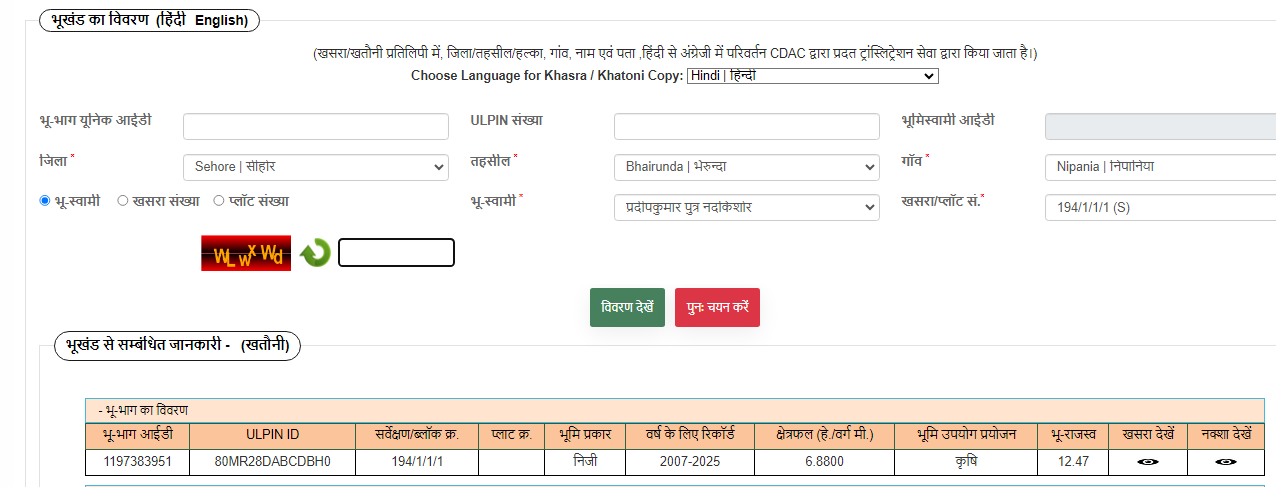 भूखंड का विवरण (हिंदी English)
(खसरा/खतौनी प्रतिलिपी में, जिला/तहसील/हल्का, गांव, नाम एवं पता ,हिंदी से अंग्रेजी में परिवर्तन CDAC द्वारा प्रदत ट्रांस्लिट्रेशन सेवा द्वारा किया जाता है।)
Choose Language for Khasra / Khatoni Copy: Hindi | हिन्दी
भू-भाग यूनिक आईडी ULPIN संख्या भूमिस्वामी आईडी
जिला * Sehore | सीहोर तहसील * Bhairunda | भेरुन्दा गाँव * Nipania | निपानिया
भू-स्वामी खसरा संख्या प्लॉट संख्या भू-स्वामी * प्रदीपकुमार पुत्र नदकिशोर खसरा/प्लॉट सं.* 194/1/1/1 (S)
WLwxWd
विवरण देखें पुनः चयन करें
भूखंड से सम्बंधित जानकारी - (खतौनी)
- भू-भाग का विवरण
भू-भाग आईडी ULPIN ID सर्वेक्षण/ब्लॉक क्र. प्लाट क्र. भूमि प्रकार वर्ष के लिए रिकॉर्ड क्षेत्रफल (हे./वर्ग मी.) भूमि उपयोग प्रयोजन भू-राजस्व खसरा देखें नक्शा देखें
1197383951 80MR28DABCDBH0 194/1/1/1 निजी 2007-2025 6.8800 कृषि 12.47